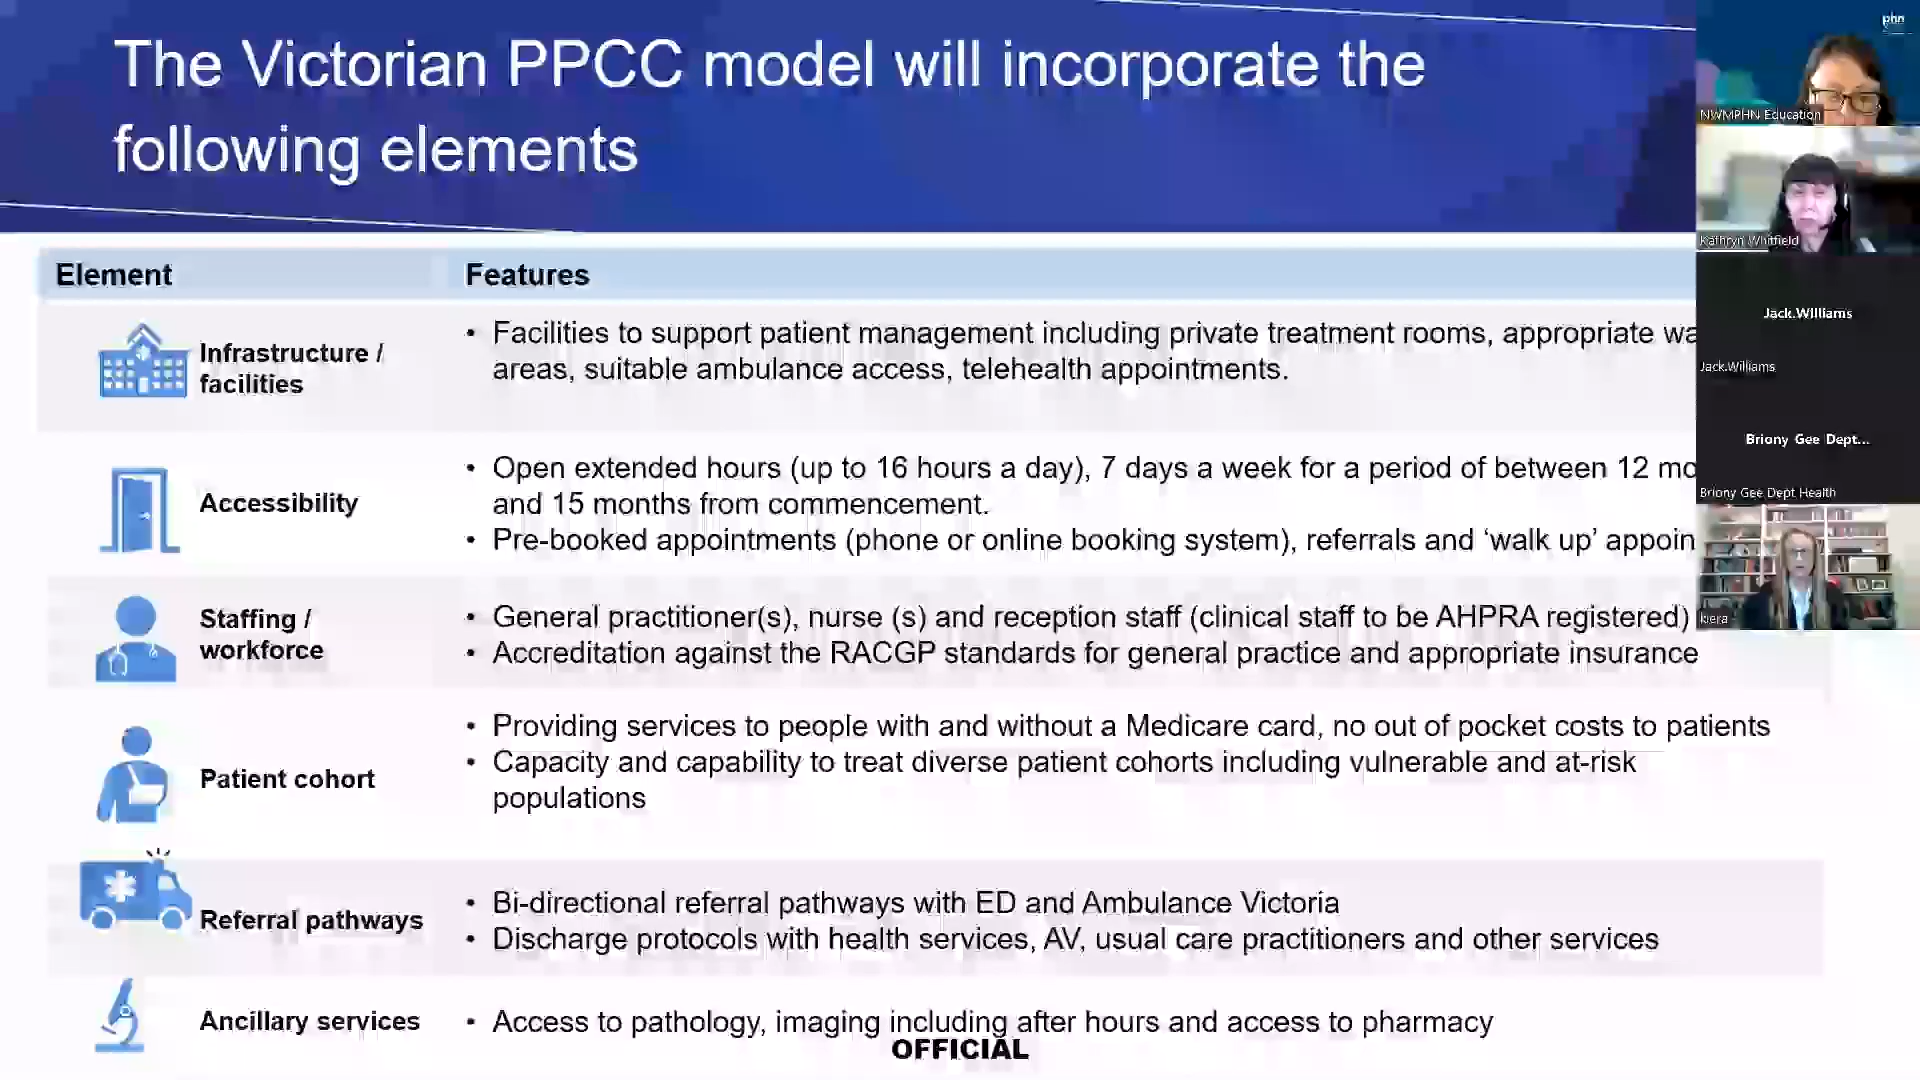 The Victorian PPCC model will incorporate the
following elements
Element Features
Infrastructure /
facilities
• Facilities to support patient management including private treatment rooms, appropriate wa
areas, suitable ambulance access, telehealth appointments.
Accessibility
• Open extended hours (up to 16 hours a day), 7 days a week for a period of between 12 mo
and 15 months from commencement.
• Pre-booked appointments (phone or online booking system), referrals and ‘walk up’ appoin
Staffing /
workforce
• General practitioner(s), nurse (s) and reception staff (clinical staff to be AHPRA registered)
• Accreditation against the RACGP standards for general practice and appropriate insurance
Patient cohort
• Providing services to people with and without a Medicare card, no out of pocket costs to patients
• Capacity and capability to treat diverse patient cohorts including vulnerable and at-risk
populations
Referral pathways
• Bi-directional referral pathways with ED and Ambulance Victoria
• Discharge protocols with health services, AV, usual care practitioners and other services
Ancillary services
• Access to pathology, imaging including after hours and access to pharmacy
OFFICIAL
phn
NWMPHN Education
Kathryn Whitfield
Jack.Williams
Jack.Williams
Briony Gee Dept...
Briony Gee Dept Health
kiera